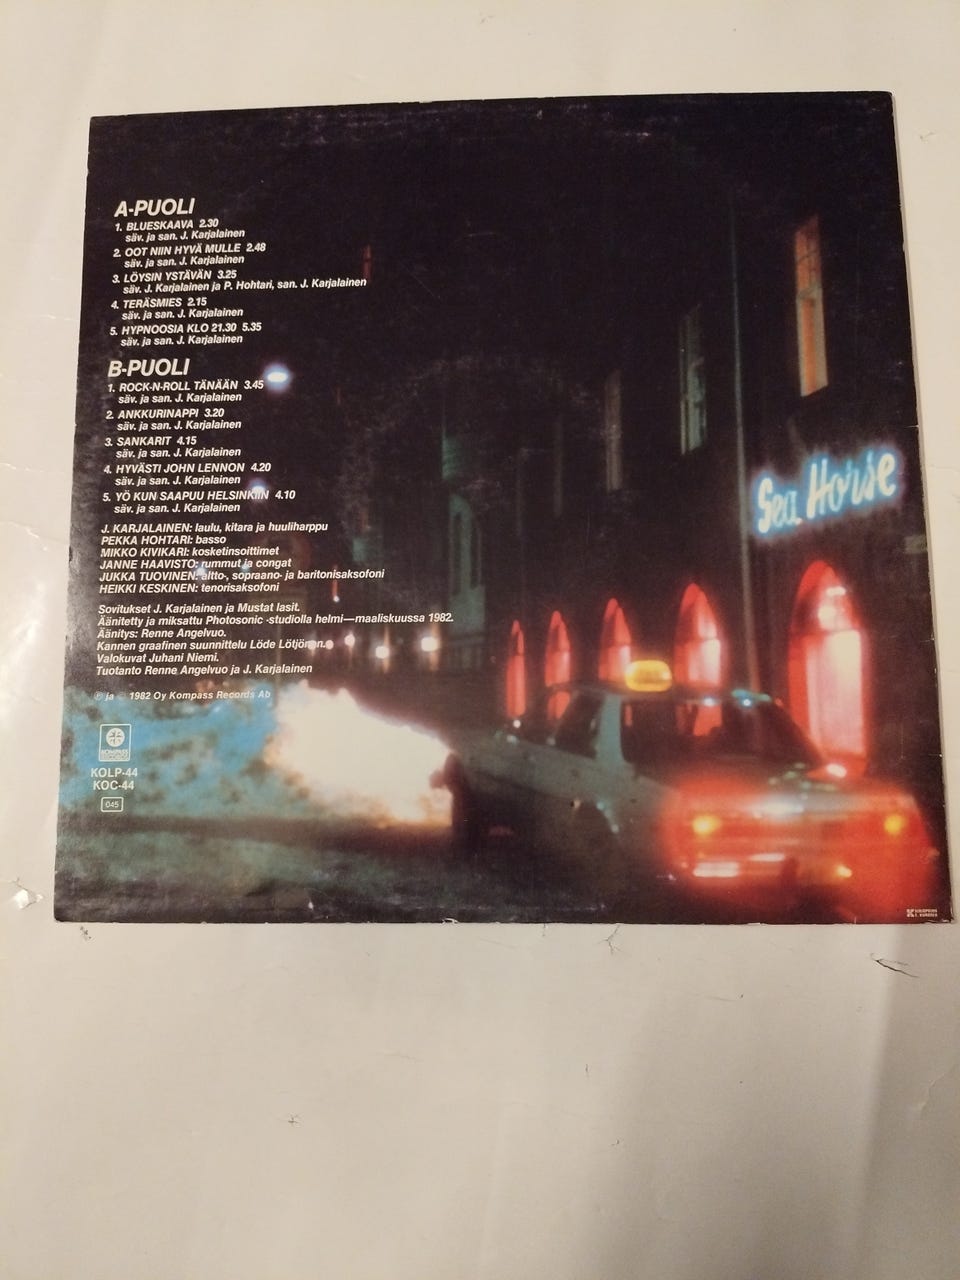 A-PUOLI
1. BLUESKAAVA 2.30
säv. ja san. J. Karjalainen
2. OOT NIIN HYVÄ MULLE 2.48
säv. ja san. J. Karjalainen
3. LÖYSIN YSTÄVÄN 3.25
säv. J. Karjalainen ja P. Hohtari, san. J. Karjalainen
4. TERÄSMIES 2.15
säv. ja san. J. Karjalainen
5. HYPNOOSIA KLO 21.30 5.35
säv. ja san. J. Karjalainen
B-PUOLI
1. ROCK-N-ROLL TÄNÄÄN 3.45
säv. ja san. J. Karjalainen
2. ANKKURINAPPI 3.20
säv. ja san. J. Karjalainen
3. SANKARIT 4.15
säv. ja san. J. Karjalainen
4. HYVÄSTI JOHN LENNON 4.20
säv. ja san. J. Karjalainen
5. YÖ KUN SAAPUU HELSINKIIN 4.10
säv. ja san. J. Karjalainen
J. KARJALAINEN: laulu, kitara ja huuliharppu
PEKKA HOHTARI: basso
MIKKO KIVIKARI: kosketinsoittimet
JANNE HAAVISTO: rummut ja congat
JUKKA TUOVINEN: altto-, sopraano- ja baritonisaksofoni
HEIKKI KESKINEN: tenorisaksofoni
Sovitukset J. Karjalainen ja Mustat lasit.
Äänitetty ja miksattu Photosonic -studiolla helmi—maaliskuussa 1982.
Äänitys: Renne Angelvuo.
Kannen graafinen suunnittelu Löde Lötjönen.
Valokuvat Juhani Niemi.
Tuotanto Renne Angelvuo ja J. Karjalainen
℗ ja © 1982 Oy Kompass Records Ab
KOMPASS
KOLP-44
KOC-44
045
Sea Horse